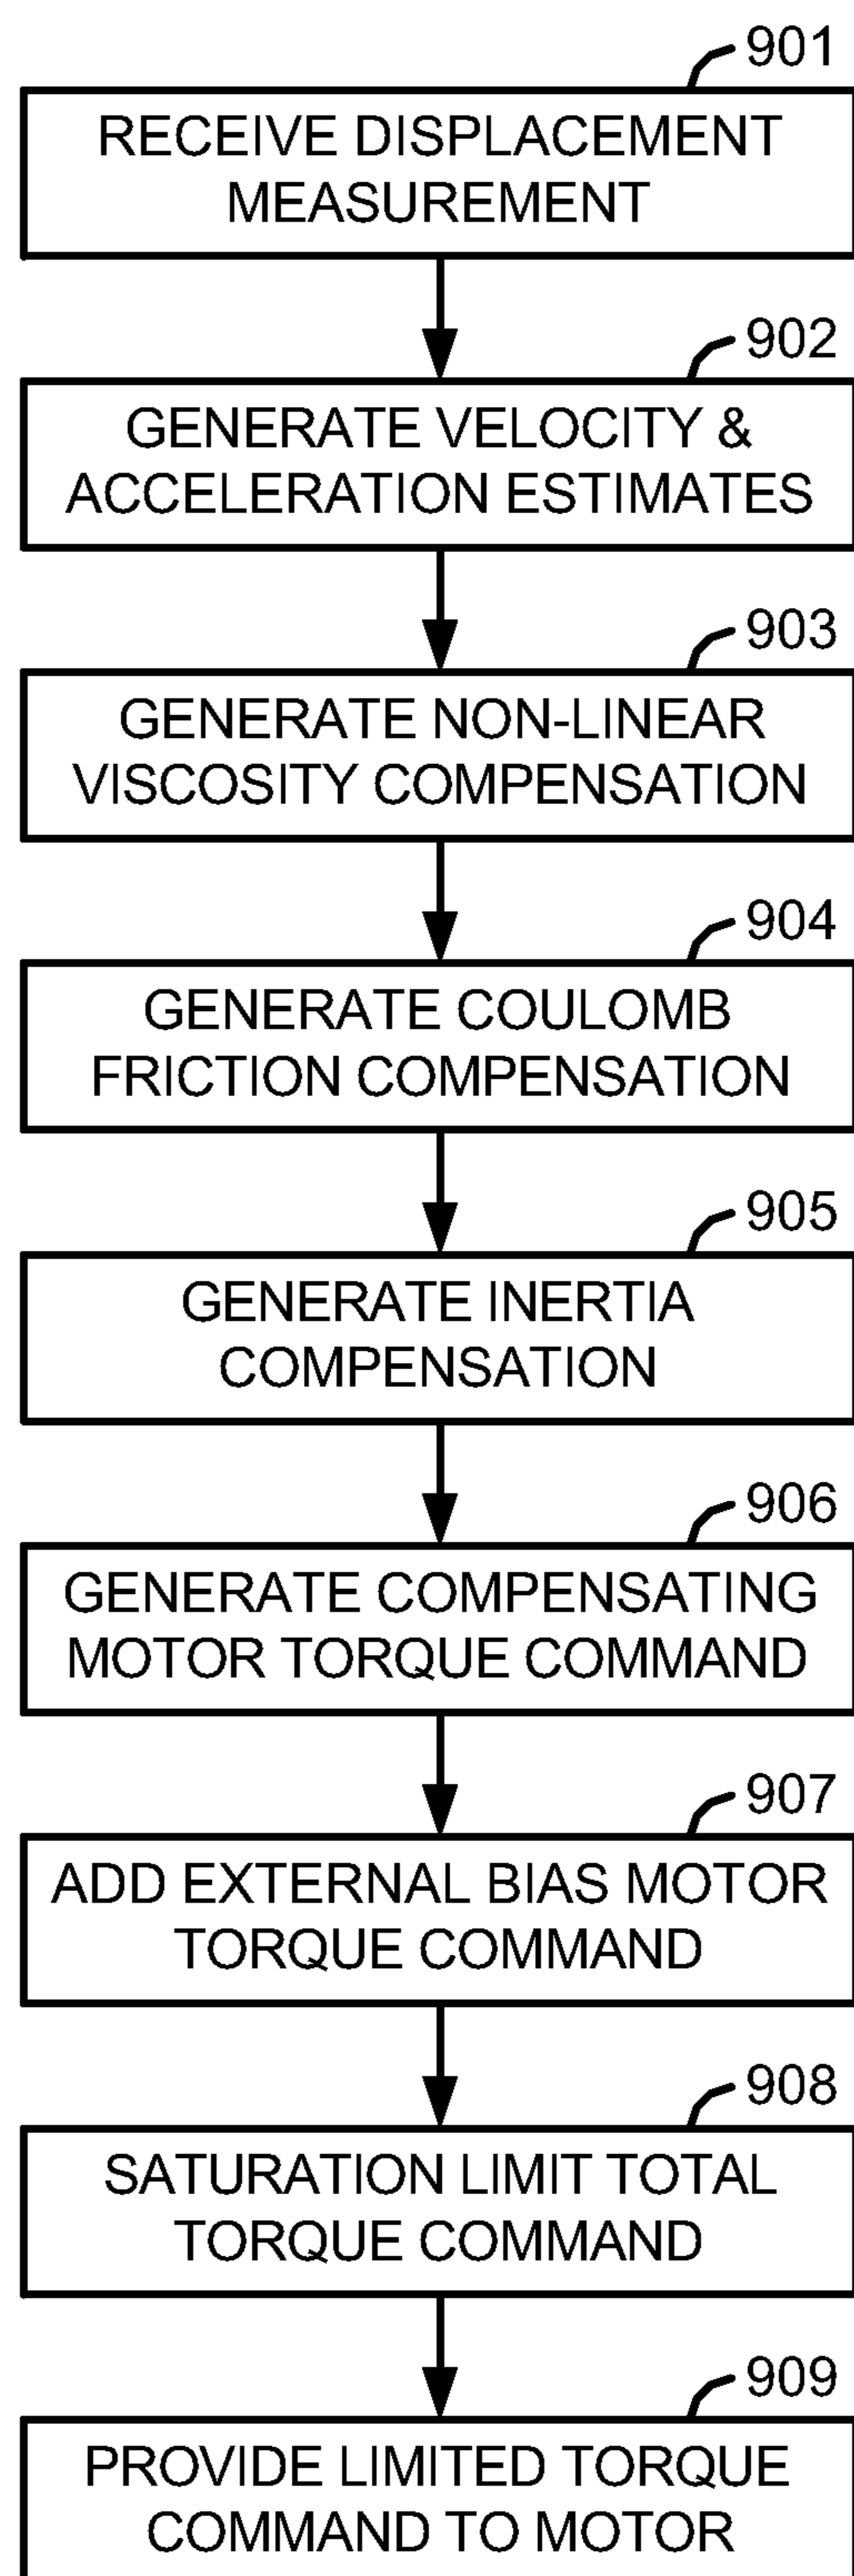 901
RECEIVE DISPLACEMENT
MEASUREMENT
902
GENERATE VELOCITY &
ACCELERATION ESTIMATES
903
GENERATE NON-LINEAR
VISCOSITY COMPENSATION
904
GENERATE COULOMB
FRICTION COMPENSATION
905
GENERATE INERTIA
COMPENSATION
906
GENERATE COMPENSATING
MOTOR TORQUE COMMAND
907
ADD EXTERNAL BIAS MOTOR
TORQUE COMMAND
908
SATURATION LIMIT TOTAL
TORQUE COMMAND
909
PROVIDE LIMITED TORQUE
COMMAND TO MOTOR